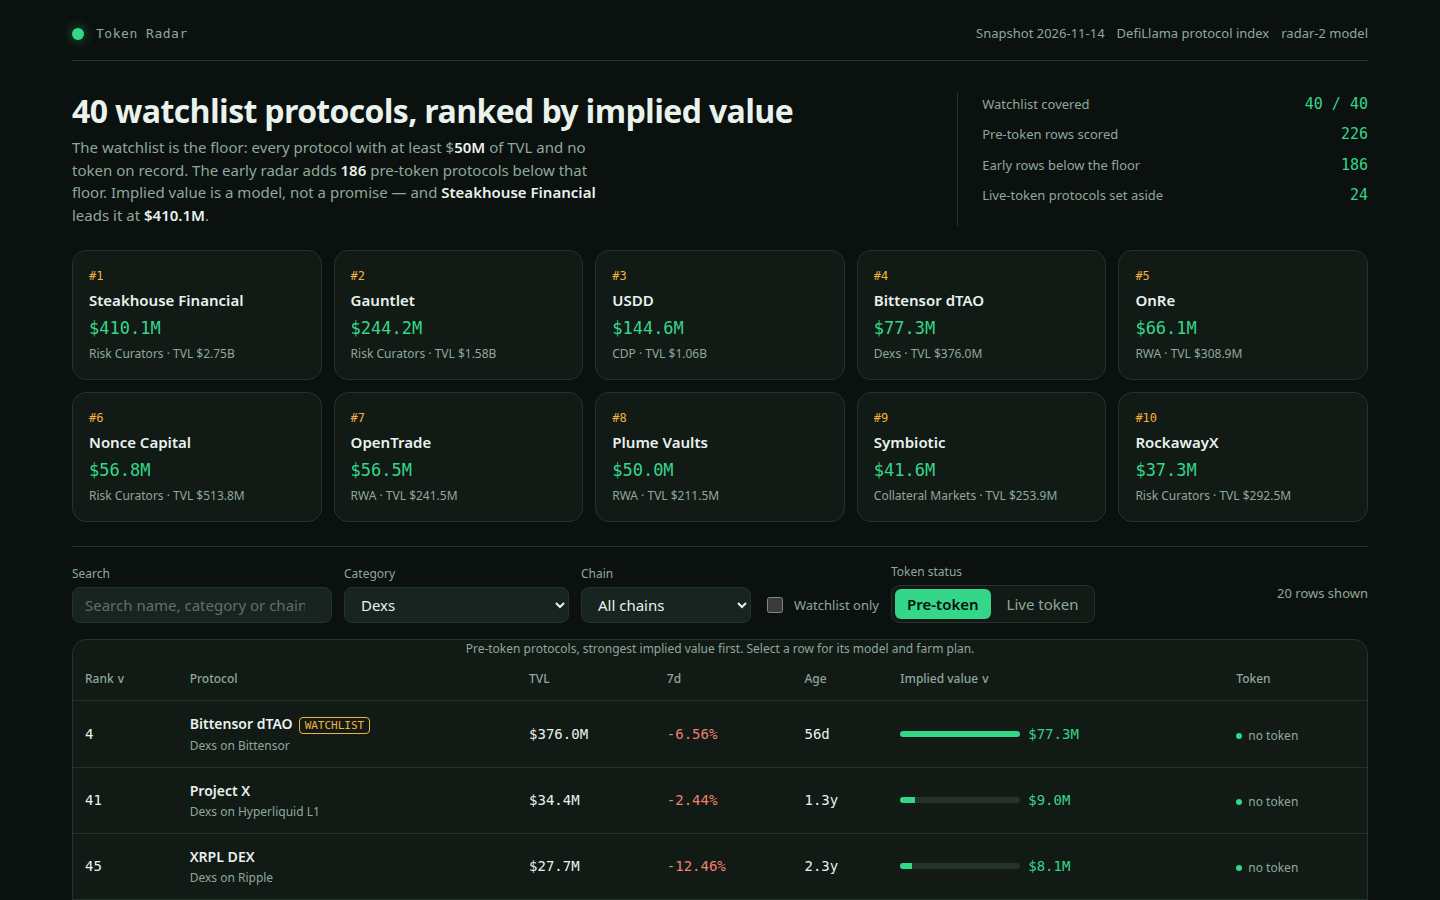 Token Radar
Snapshot 2026-11-14 DefiLlama protocol index radar-2 model
40 watchlist protocols, ranked by implied value
The watchlist is the floor: every protocol with at least $50M of TVL and no
token on record. The early radar adds 186 pre-token protocols below that
floor. Implied value is a model, not a promise — and Steakhouse Financial
leads it at $410.1M.
Watchlist covered 40 / 40
Pre-token rows scored 226
Early rows below the floor 186
Live-token protocols set aside 24
#1
Steakhouse Financial
$410.1M
Risk Curators · TVL $2.75B
#2
Gauntlet
$244.2M
Risk Curators · TVL $1.58B
#3
USDD
$144.6M
CDP · TVL $1.06B
#4
Bittensor dTAO
$77.3M
Dexs · TVL $376.0M
#5
OnRe
$66.1M
RWA · TVL $308.9M
#6
Nonce Capital
$56.8M
Risk Curators · TVL $513.8M
#7
OpenTrade
$56.5M
RWA · TVL $241.5M
#8
Plume Vaults
$50.0M
RWA · TVL $211.5M
#9
Symbiotic
$41.6M
Collateral Markets · TVL $253.9M
#10
RockawayX
$37.3M
Risk Curators · TVL $292.5M
Search
Search name, category or chain
Category
Dexs
Chain
All chains
Watchlist only
Token status
Pre-token Live token
20 rows shown
Pre-token protocols, strongest implied value first. Select a row for its model and farm plan.
Rank v Protocol TVL 7d Age Implied value v Token
4 Bittensor dTAO WATCHLIST $376.0M -6.56% 56d $77.3M no token
Dexs on Bittensor
41 Project X $34.4M -2.44% 1.3y $9.0M no token
Dexs on Hyperliquid L1
45 XRPL DEX $27.7M -12.46% 2.3y $8.1M no token
Dexs on Ripple